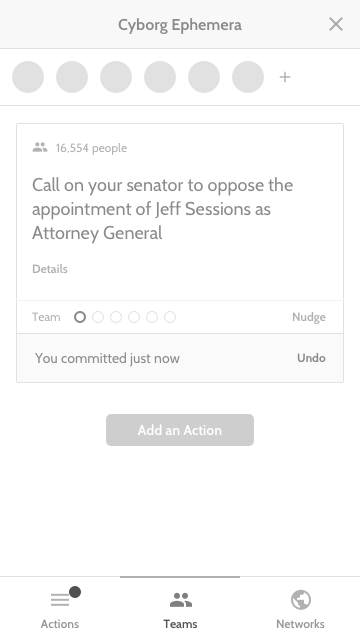 Cyborg Ephemera
16,554 people
Call on your senator to oppose the
appointment of Jeff Sessions as
Attorney General
Details
Team
Nudge
You committed just now
Undo
Add an Action
Actions
Teams
Networks